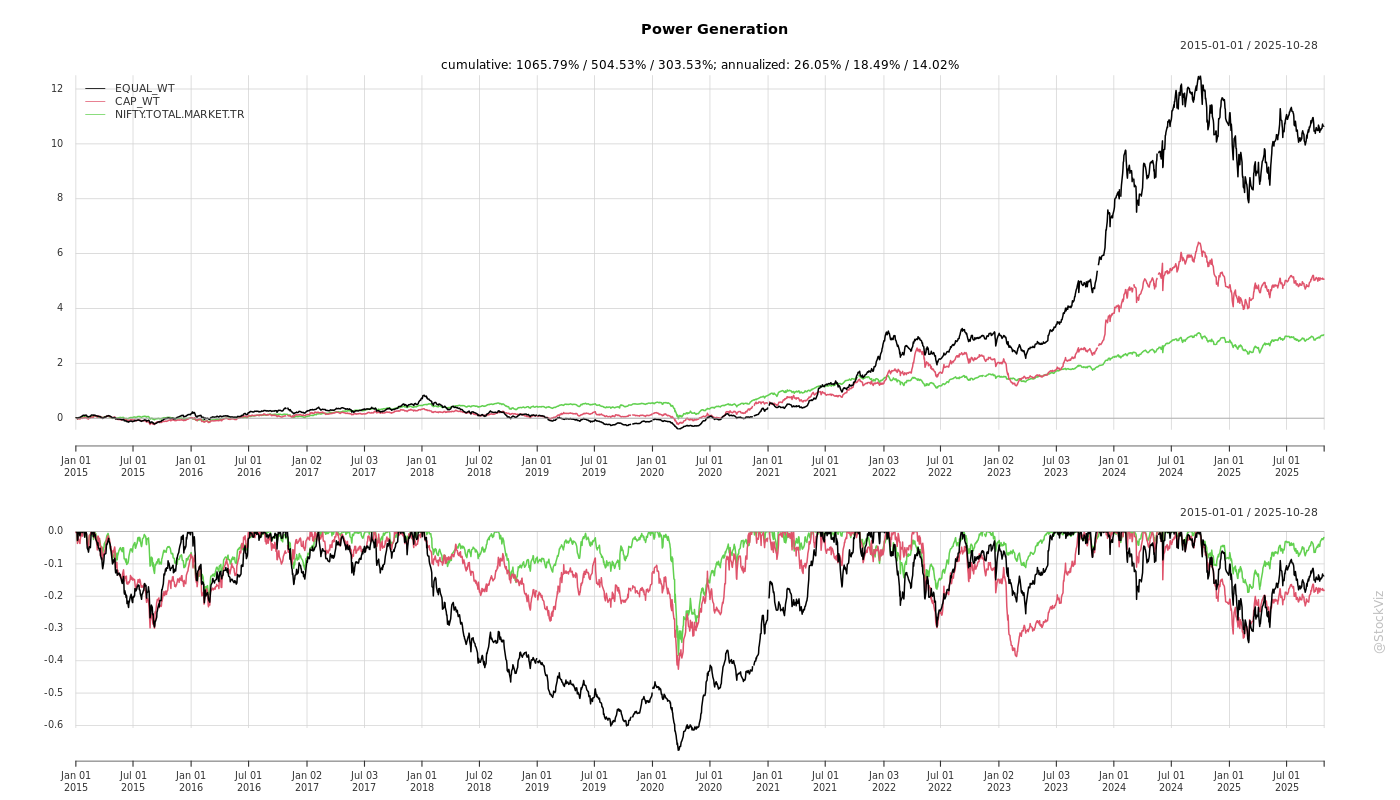 Power Generation
2015-01-01 / 2025-10-28
cumulative: 1065.79% / 504.53% / 303.53%; annualized: 26.05% / 18.49% / 14.02%
EQUAL_WT
CAP_WT
NIFTY.TOTAL.MARKET.TR
12
10
8
6
4
2
0
Jan 01 Jul 01 Jan 01 Jul 01 Jan 02 Jul 03 Jan 01 Jul 02 Jan 01 Jul 01 Jan 01 Jul 01 Jan 01 Jul 01 Jan 03 Jul 01 Jan 02 Jul 03 Jan 01 Jul 01 Jan 01 Jul 01
2015 2015 2016 2016 2017 2017 2018 2018 2019 2019 2020 2020 2021 2021 2022 2022 2023 2023 2024 2024 2025 2025
2015-01-01 / 2025-10-28
0.0
-0.1
-0.2
-0.3
-0.4
-0.5
-0.6
Jan 01 Jul 01 Jan 01 Jul 01 Jan 02 Jul 03 Jan 01 Jul 02 Jan 01 Jul 01 Jan 01 Jul 01 Jan 01 Jul 01 Jan 03 Jul 01 Jan 02 Jul 03 Jan 01 Jul 01 Jan 01 Jul 01
2015 2015 2016 2016 2017 2017 2018 2018 2019 2019 2020 2020 2021 2021 2022 2022 2023 2023 2024 2024 2025 2025
@StockViz